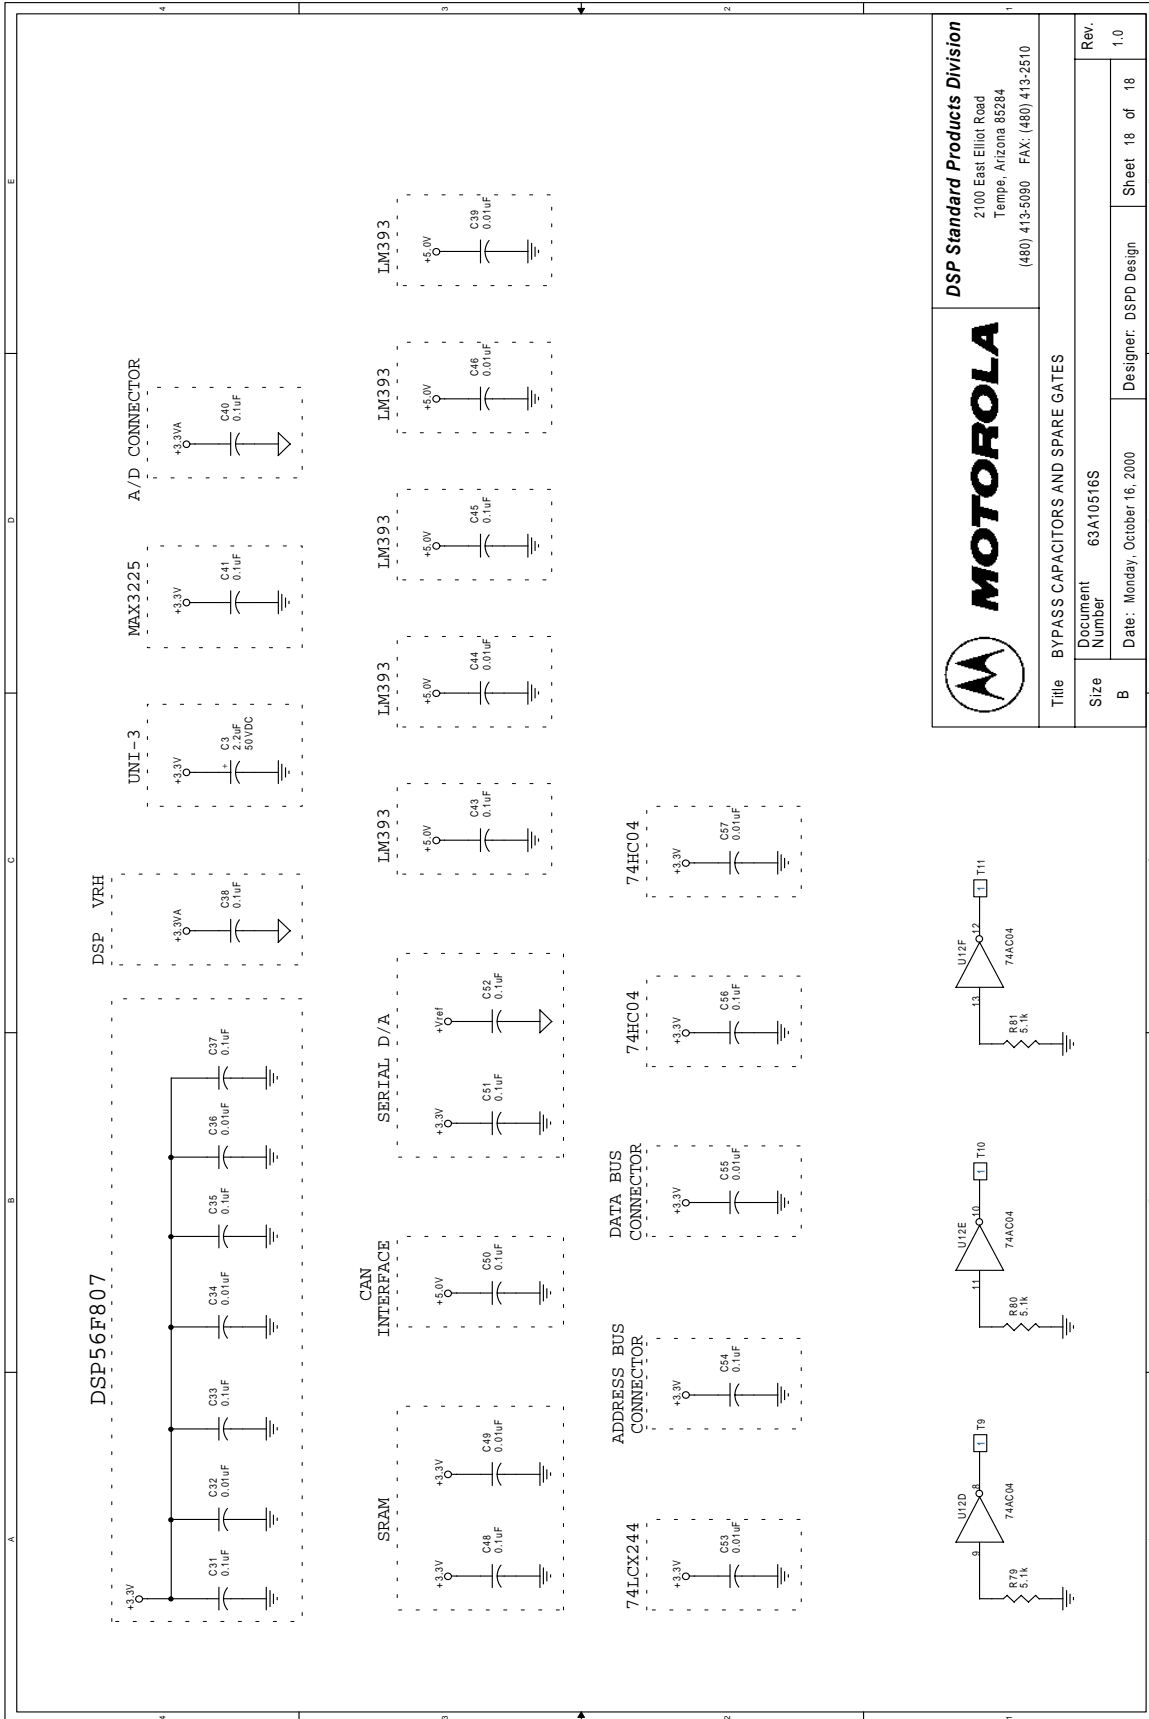 A
B
C
D
E
4
3
2
1
DSP56F807
+3.3V
C31
0.1uF
C32
0.01uF
C33
0.1uF
C34
0.01uF
C35
0.1uF
C36
0.01uF
C37
0.1uF
DSP VRH
+3.3VA
C38
0.1uF
UNI-3
+3.3V
+
C3
2.2uF
50VDC
MAX3225
+3.3V
C41
0.1uF
A/D CONNECTOR
+3.3VA
C40
0.1uF
SRAM
+3.3V
C48
0.1uF
+3.3V
C49
0.01uF
CAN
INTERFACE
+5.0V
C50
0.1uF
SERIAL D/A
+3.3V
C51
0.1uF
+Vref
C52
0.1uF
LM393
+5.0V
C43
0.1uF
LM393
+5.0V
C44
0.01uF
LM393
+5.0V
C45
0.1uF
LM393
+5.0V
C46
0.01uF
LM393
+5.0V
C39
0.01uF
74LCX244
+3.3V
C53
0.01uF
ADDRESS BUS
CONNECTOR
+3.3V
C54
0.1uF
DATA BUS
CONNECTOR
+3.3V
C55
0.01uF
74HC04
+3.3V
C56
0.1uF
74HC04
+3.3V
C57
0.01uF
R79
5.1k
9
U12D
8
74AC04
1
T9
R80
5.1k
11
U12E
10
74AC04
1
T10
R81
5.1k
13
U12F
12
74AC04
1
T11
MOTOROLA
DSP Standard Products Division
2100 East Elliot Road
Tempe, Arizona 85284
(480) 413-5090 FAX: (480) 413-2510
Title BYPASS CAPACITORS AND SPARE GATES
Size
B
Document
Number
63A10516S
Rev.
1.0
Date: Monday, October 16, 2000
Designer: DSPD Design
Sheet 18 of 18
4
3
2
1